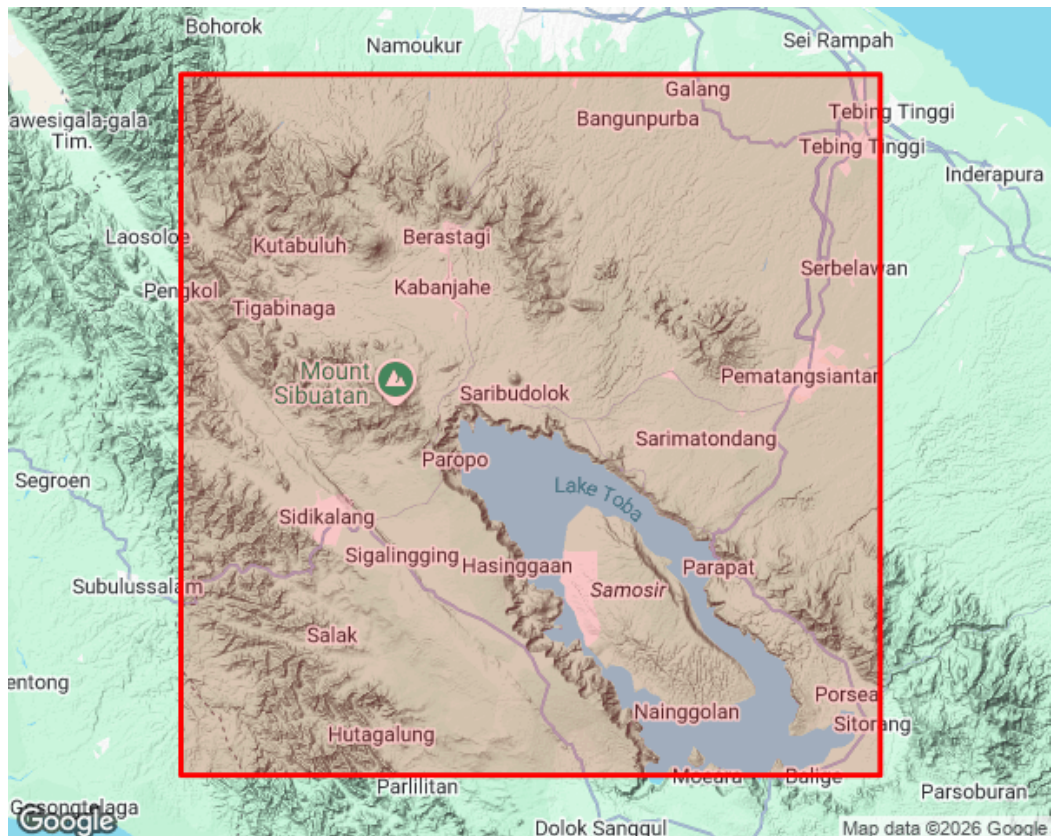 Bohorok
Namoukur
Sei Rampah
Galang
awesigala-gala
Tim.
Bangunpurba
Tebing Tinggi
Tebing Tinggi
Inderapura
Laosoloe
Kutabuluh
Berastagi
Serbelawan
Pengkol
Kabanjahe
Tigabinaga
Mount
Sibuatan
Saribudolok
Pematangsiantar
Sarimatondang
Paropo
Segroen
Lake Toba
Sidikalang
Sigalingging
Hasinggaan
Parapat
Subulussalam
Samosir
Salak
entong
Porsea
Nainggolan
Sitorang
Hutagalung
Parlilitan
Balige
Parsoburan
Google
Dolok Sanggul
Map data ©2026 Google